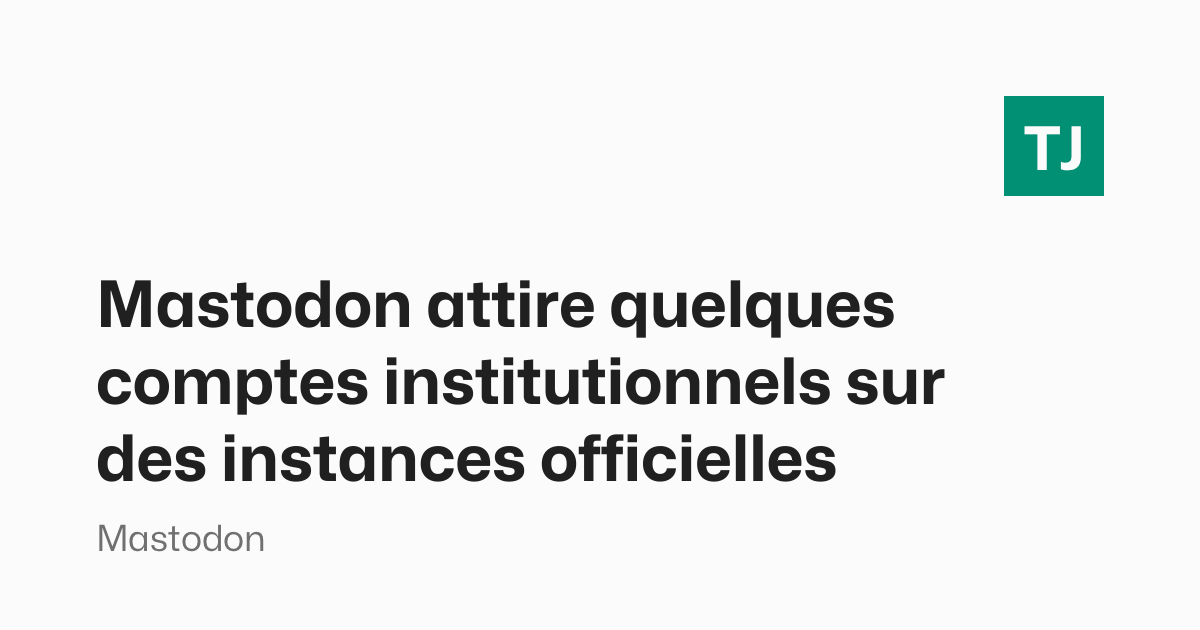 TJ
Mastodon attire quelques
comptes institutionnels sur
des instances officielles
Mastodon